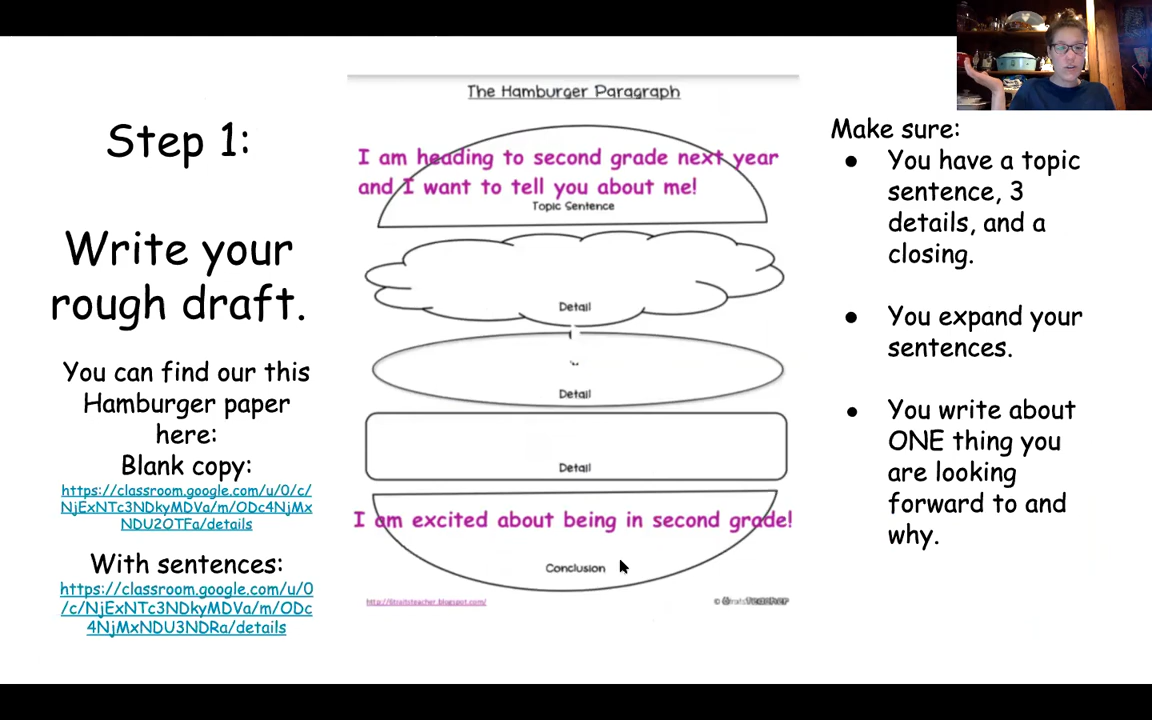 Step 1:
Write your
rough draft.
You can find our this
Hamburger paper
here:
Blank copy:
https://classroom.google.com/u/0/c/
NjExNTc3NDkyMDVa/m/ODc4NjMx
NDU2OTFa/details
With sentences:
https://classroom.google.com/u/0
/c/NjExNTc3NDkyMDVa/m/ODc
4NjMxNDU3NDRa/details
The Hamburger Paragraph
I am heading to second grade next year
and I want to tell you about me!
Topic Sentence
Detail
Detail
Detail
I am excited about being in second grade!
Conclusion
http://6traitsteacher.blogspot.com/
Make sure:
● You have a topic
sentence, 3
details, and a
closing.
● You expand your
sentences.
● You write about
ONE thing you
are looking
forward to and
why.